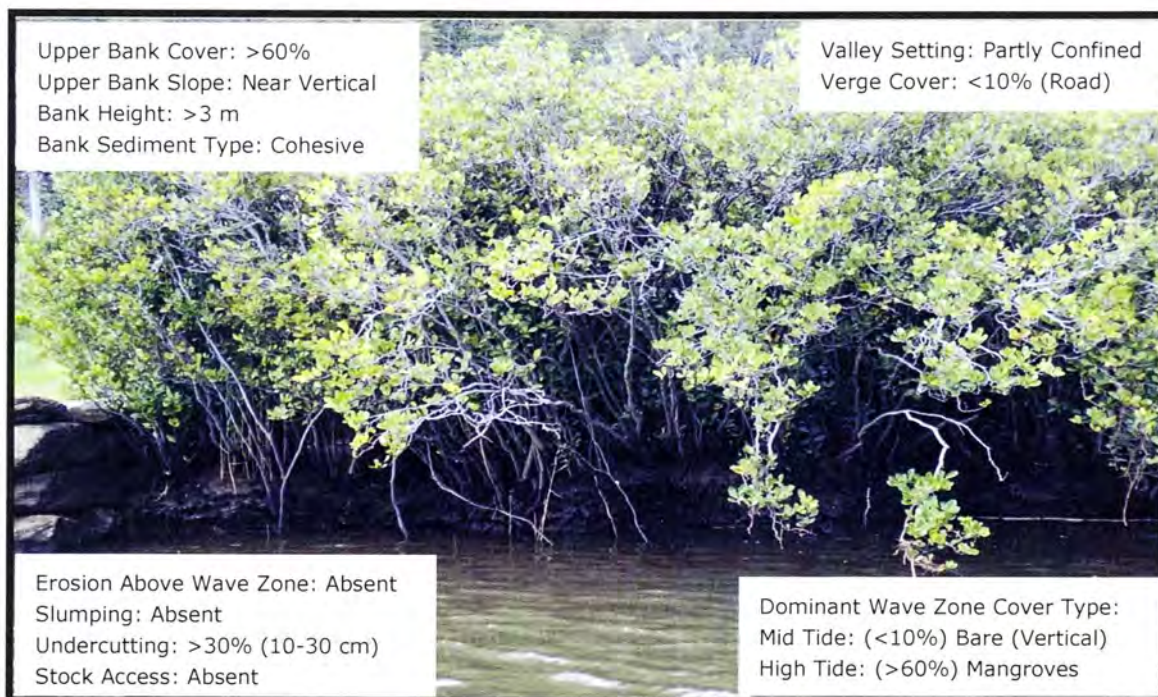 Upper Bank Cover: >60%
Upper Bank Slope: Near Vertical
Bank Height: >3 m
Bank Sediment Type: Cohesive
Valley Setting: Partly Confined
Verge Cover: <10% (Road)
Erosion Above Wave Zone: Absent
Slumping: Absent
Undercutting: >30% (10-30 cm)
Stock Access: Absent
Dominant Wave Zone Cover Type:
Mid Tide: (<10%) Bare (Vertical)
High Tide: (>60%) Mangroves